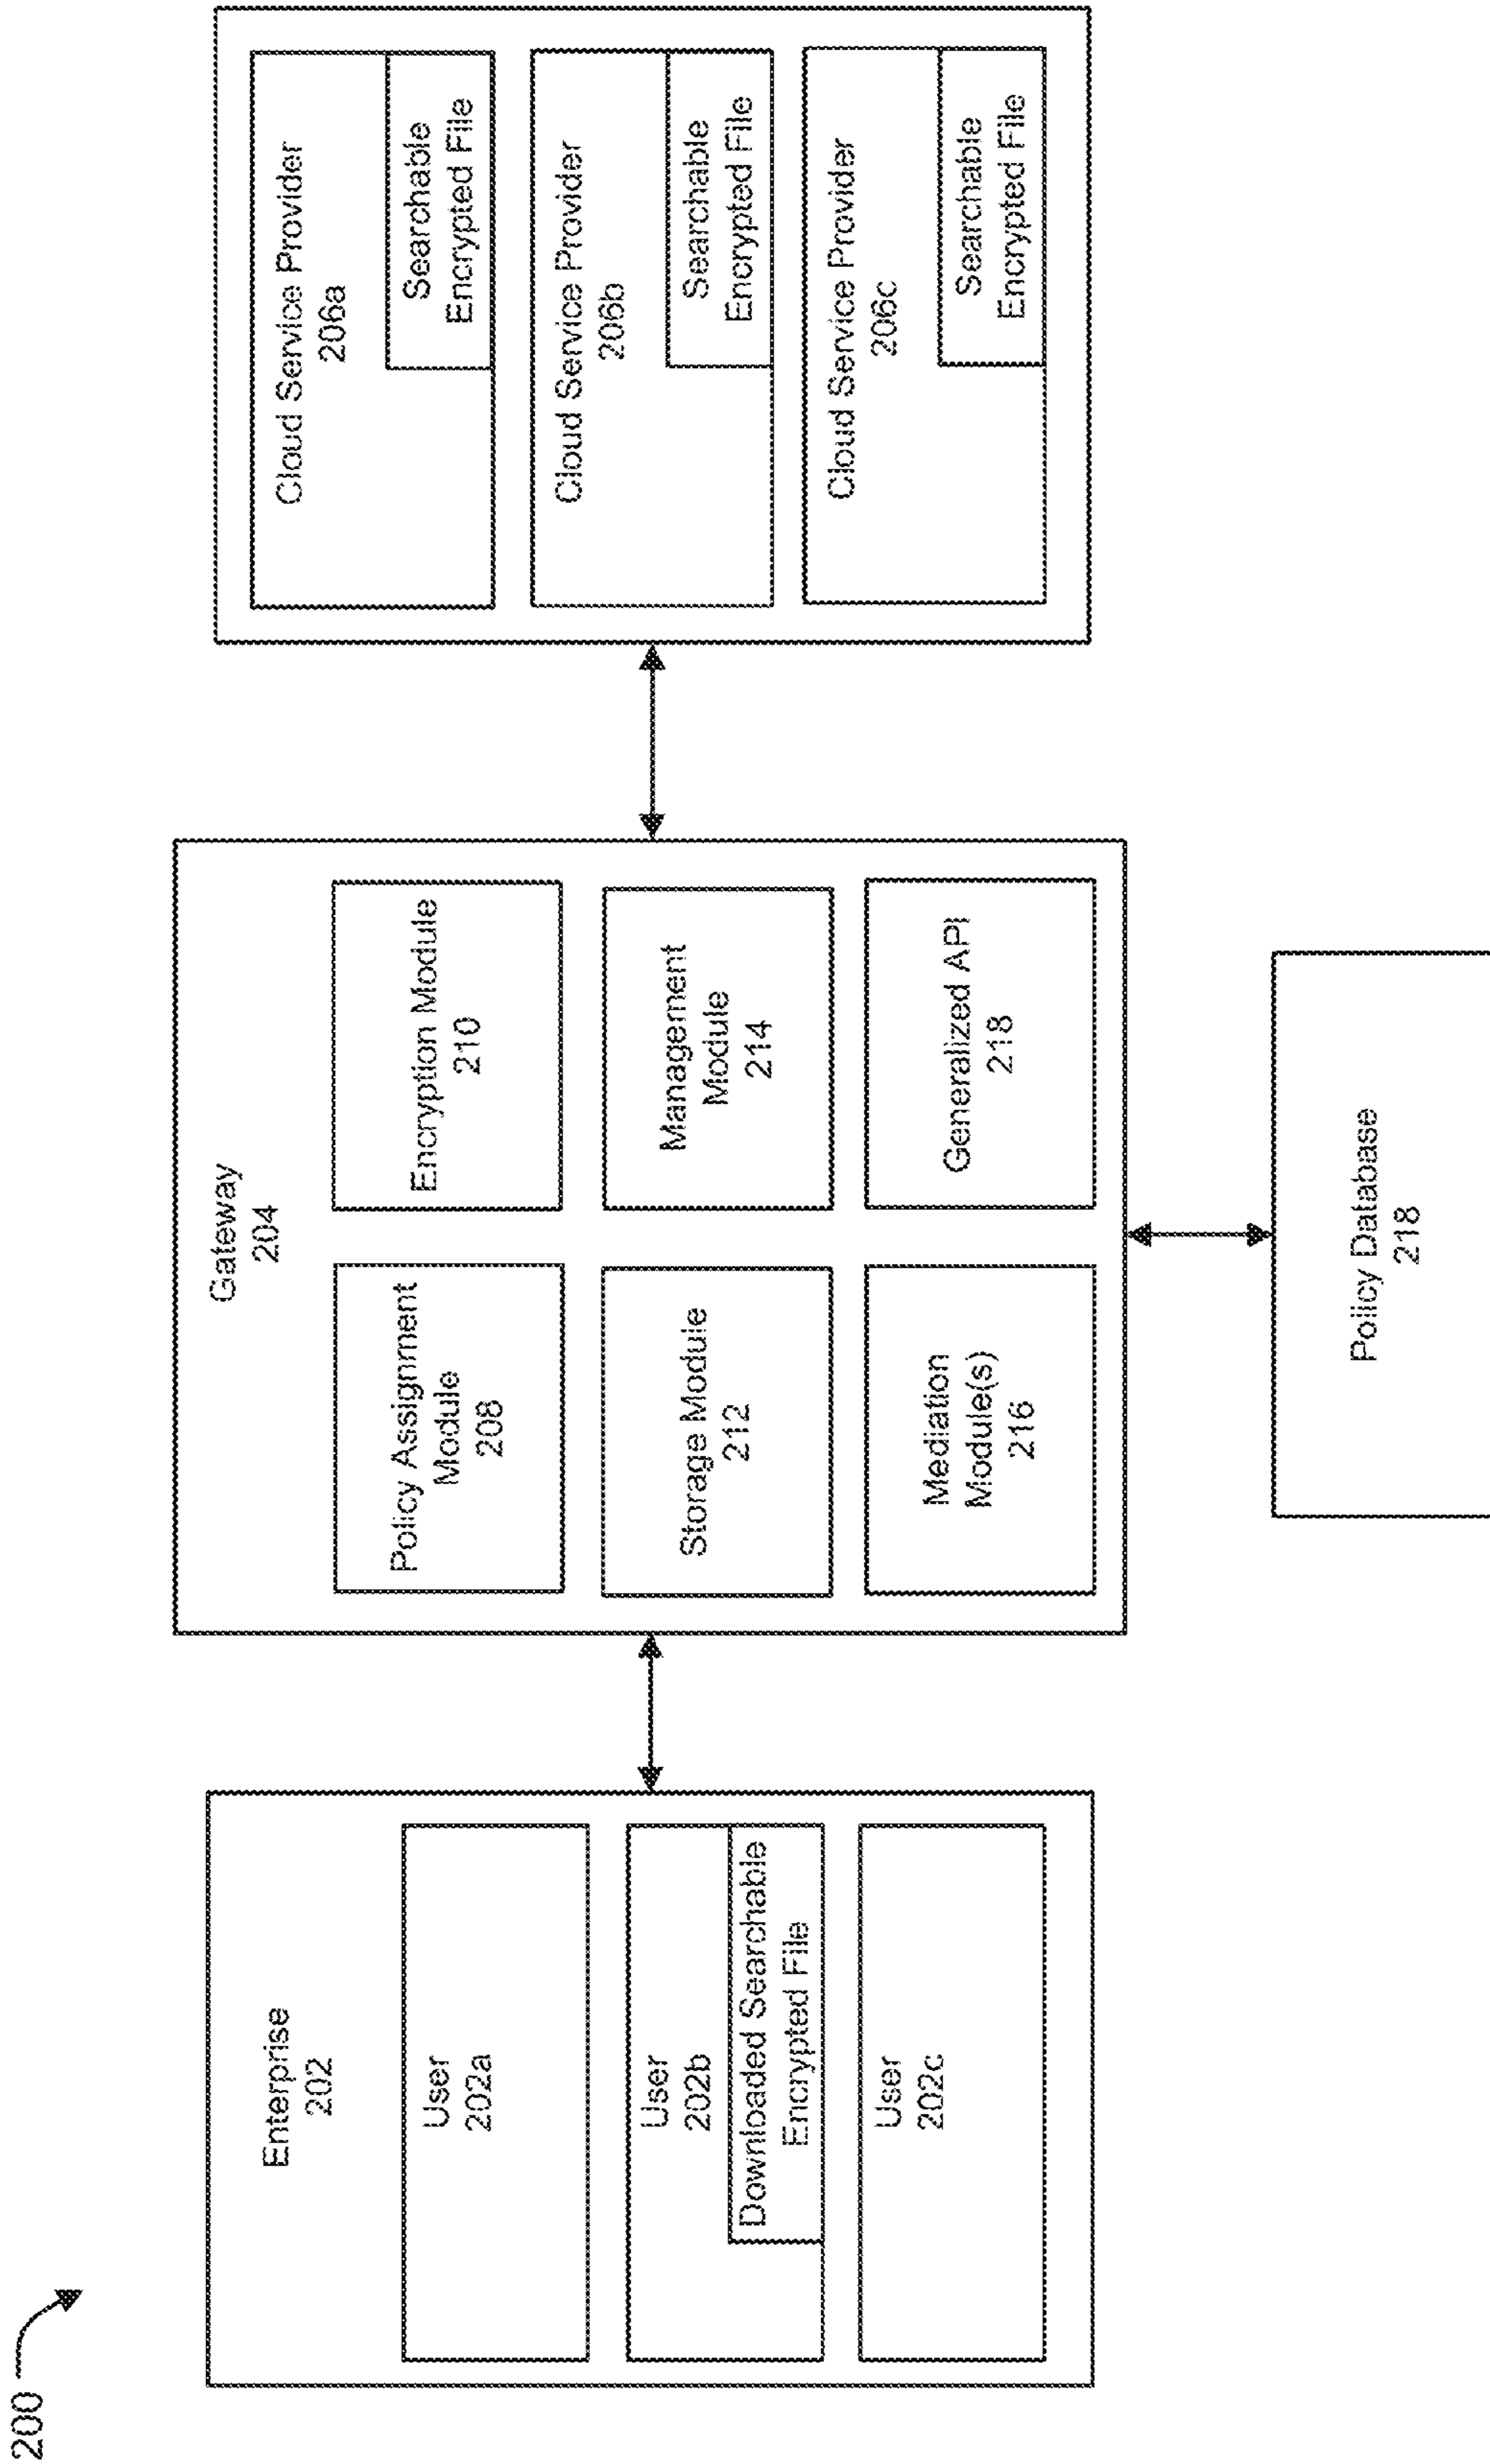 200
Enterprise
202
User
202a
User
202b
Downloaded Searchable
Encrypted File
User
202c
Gateway
204
Policy Assignment
Module
208
Encryption Module
210
Storage Module
212
Management
Module
214
Mediation
Module(s)
216
Generalized API
218
Policy Database
218
Cloud Service Provider
206a
Searchable
Encrypted File
Cloud Service Provider
206b
Searchable
Encrypted File
Cloud Service Provider
206c
Searchable
Encrypted File